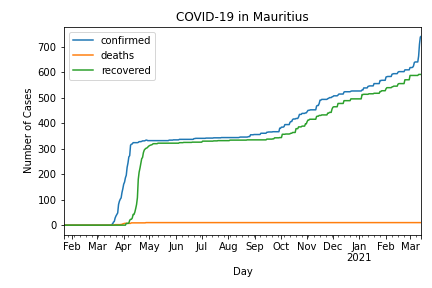 COVID-19 in Mauritius
confirmed
deaths
recovered
Number of Cases
700
600
500
400
300
200
100
0
Feb Mar Apr May Jun Jul Aug Sep Oct Nov Dec Jan Feb Mar
2021
Day